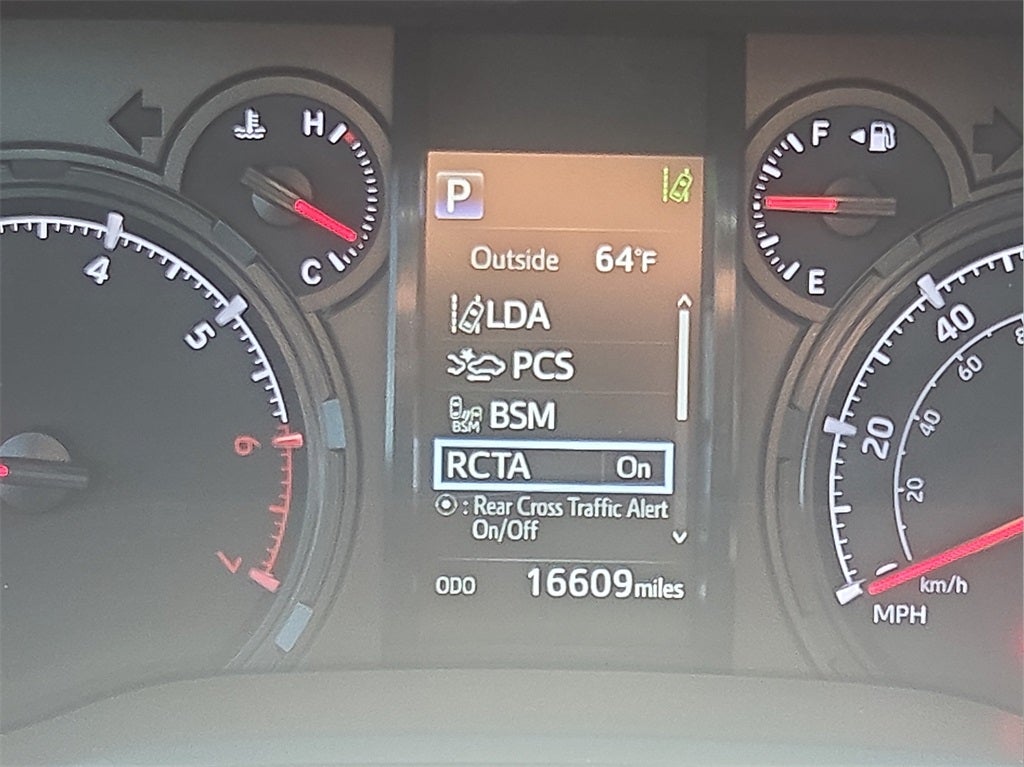 H
C
4
5
6
7
P
Outside 64°F
LDA
PCS
BSM BSM
RCTA On
: Rear Cross Traffic Alert
On/Off
ODO 16609 miles
F
E
40
20
60
40
20
km/h
MPH